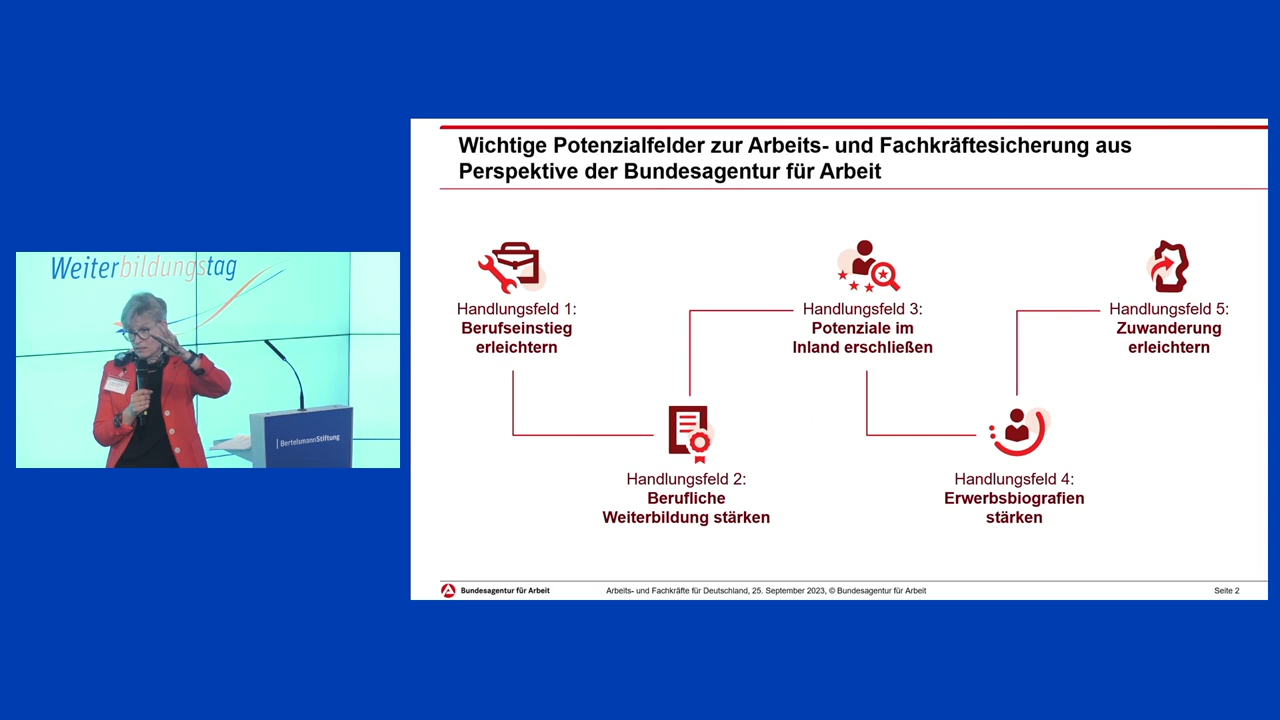 Weiterbildungstag
BertelsmannStiftung
Wichtige Potenzialfelder zur Arbeits- und Fachkräftesicherung aus
Perspektive der Bundesagentur für Arbeit
Handlungsfeld 1:
Berufseinstieg
erleichtern
Handlungsfeld 2:
Berufliche
Weiterbildung stärken
Handlungsfeld 3:
Potenziale im
Inland erschließen
Handlungsfeld 4:
Erwerbsbiografien
stärken
Handlungsfeld 5:
Zuwanderung
erleichtern
Bundesagentur für Arbeit
Arbeits- und Fachkräfte für Deutschland, 25. September 2023, © Bundesagentur für Arbeit
Seite 2